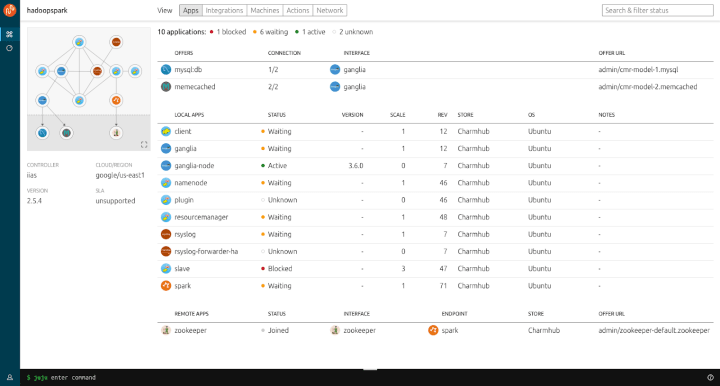 hadoopspark
View Apps Integrations Machines Actions Network
Search & filter status
10 applications: 1 blocked 6 waiting 1 active 2 unknown
OFFERS CONNECTION INTERFACE OFFER URL
mysql:db 1/2 ganglia admin/cmr-model-1.mysql
memecached 2/2 ganglia admin/cmr-model-2.memcached
LOCAL APPS STATUS VERSION SCALE REV STORE OS NOTES
client Waiting - 1 12 Charmhub Ubuntu -
ganglia Waiting - 1 12 Charmhub Ubuntu -
ganglia-node Active 3.6.0 0 7 Charmhub Ubuntu -
namenode Waiting - 1 46 Charmhub Ubuntu -
plugin Unknown - 0 46 Charmhub Ubuntu -
resourcemanager Waiting - 1 48 Charmhub Ubuntu -
rsyslog Waiting - 1 7 Charmhub Ubuntu -
rsyslog-forwarder-ha Unknown - 0 7 Charmhub Ubuntu -
slave Blocked - 3 47 Charmhub Ubuntu -
spark Waiting - 1 71 Charmhub Ubuntu -
REMOTE APPS STATUS INTERFACE ENDPOINT STORE OFFER URL
zookeeper Joined zookeeper spark Charmhub admin/zookeeper-default.zookeeper
CONTROLLER CLOUD/REGION
iias google/us-east1
VERSION SLA
2.5.4 unsupported
$ juju enter command